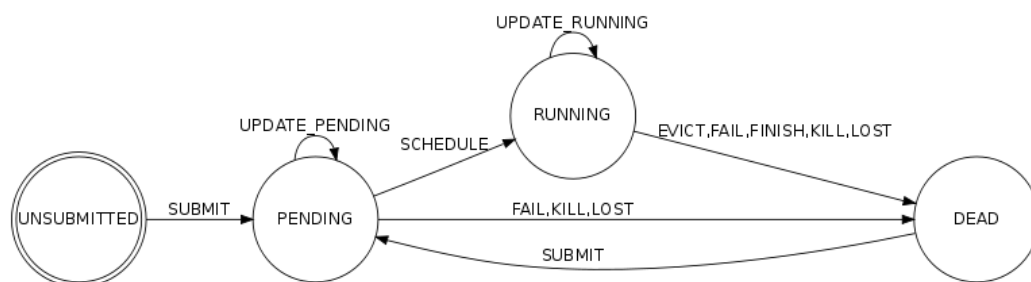 UPDATE_RUNNING
RUNNING
UPDATE_PENDING
SCHEDULE
EVICT,FAIL,FINISH,KILL,LOST
UNSUBMITTED
SUBMIT
PENDING
FAIL,KILL,LOST
DEAD
SUBMIT